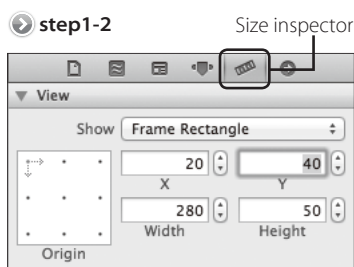 step1-2
Size inspector
View
Show Frame Rectangle
20 40
X Y
280 50
Width Height
Origin